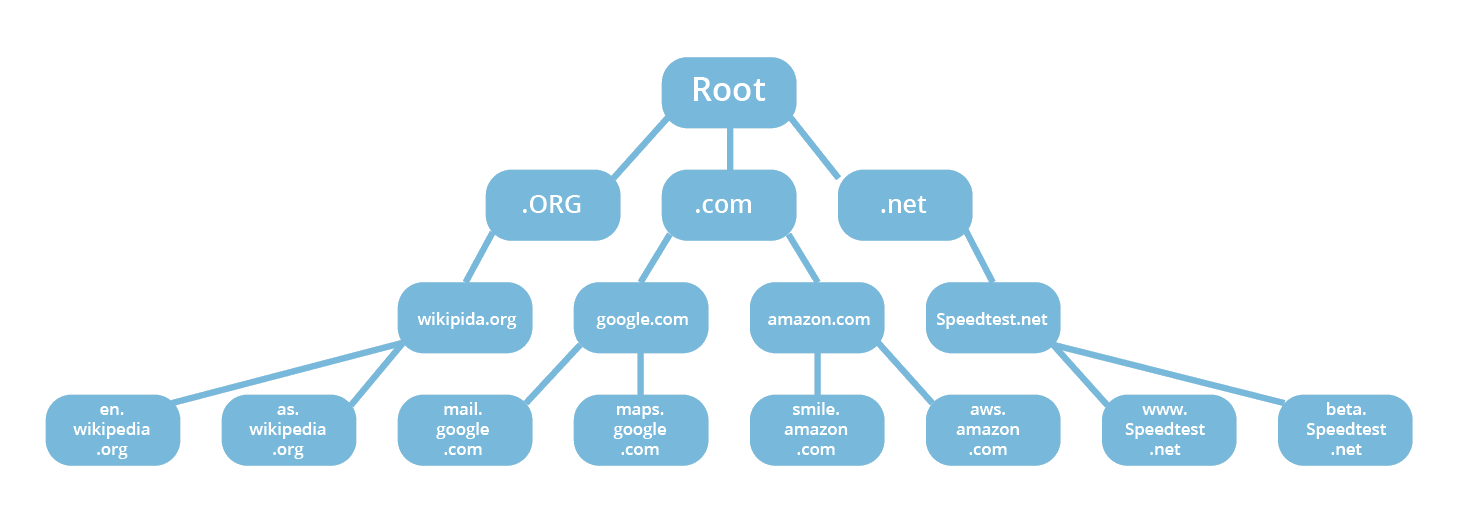 Root
.ORG
.com
.net
wikipida.org
google.com
amazon.com
Speedtest.net
en.
wikipedia
.org
as.
wikipedia
.org
mail.
google
.com
maps.
google
.com
smile.
amazon
.com
aws.
amazon
.com
www.
Speedtest
.net
beta.
Speedtest
.net